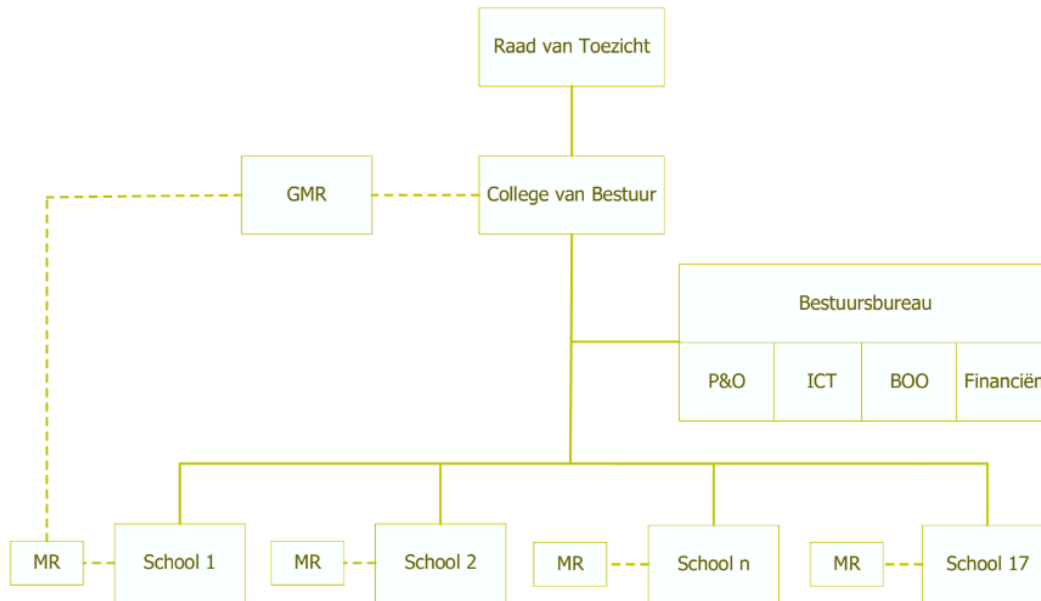 Raad van Toezicht
GMR
College van Bestuur
Bestuursbureau
P&O
ICT
BOO
Financiën
MR
School 1
MR
School 2
MR
School n
MR
School 17